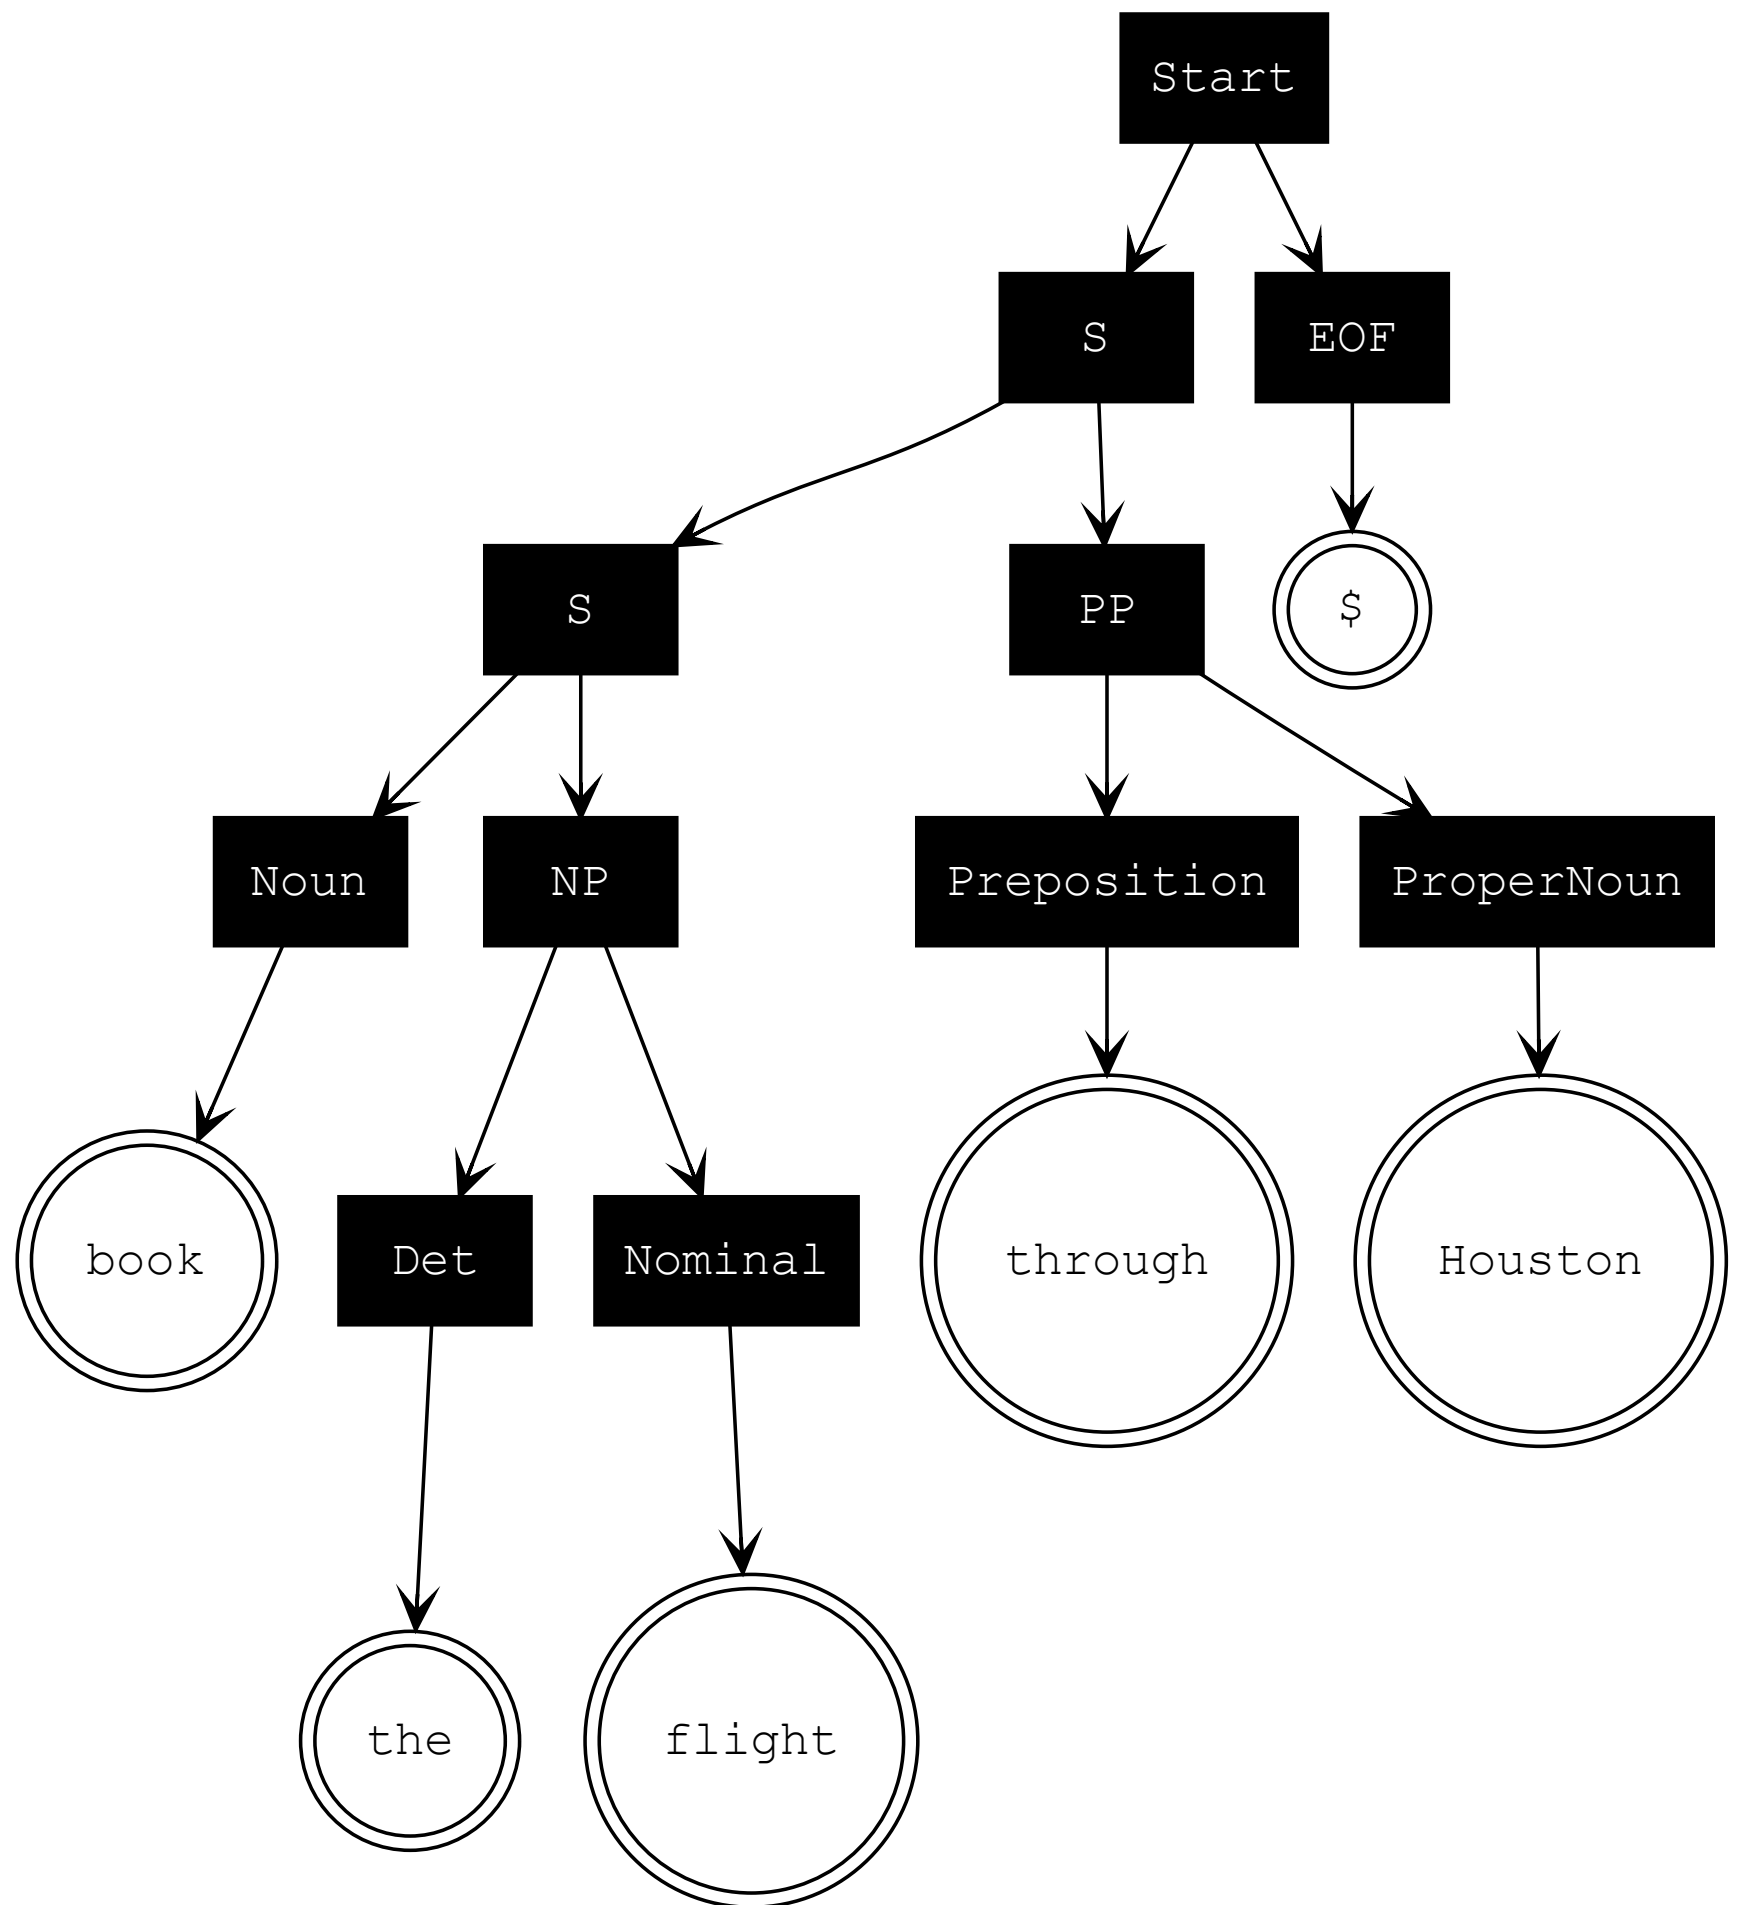 Start
S
EOF
S
PP
$
Noun
NP
Preposition
ProperNoun
book
Det
Nominal
through
Houston
the
flight